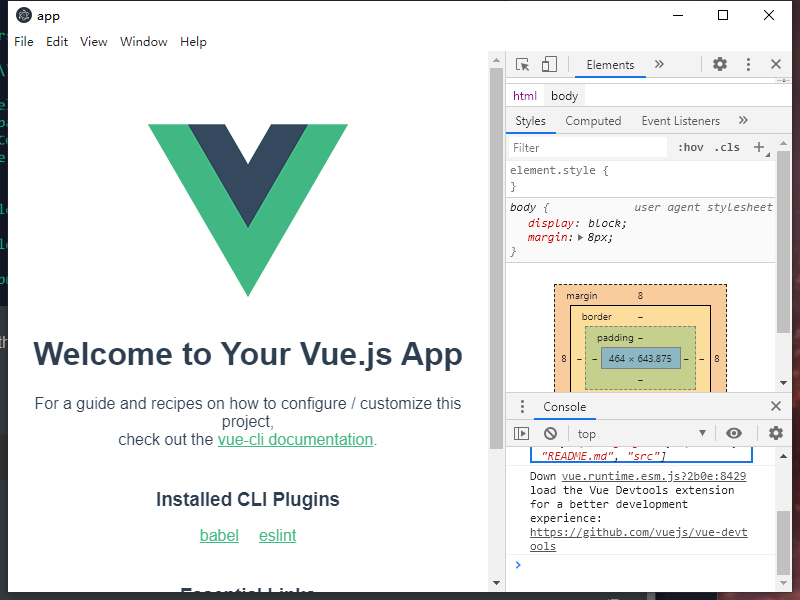 app
File Edit View Window Help
Welcome to Your Vue.js App
For a guide and recipes on how to configure / customize this
project,
check out the vue-cli documentation.
Installed CLI Plugins
babel eslint
Essential Links
Elements
html body
Styles Computed Event Listeners
Filter :hov .cls
element.style {
}
body { user agent stylesheet
display: block;
margin: 8px;
}
margin 8
border –
padding –
8 – – 464 × 643.875 – – 8
–
Console
top
"README.md", "src"]
Down vue.runtime.esm.js?2b0e:8429
load the Vue Devtools extension
for a better development
experience:
https://github.com/vuejs/vue-devt
ools